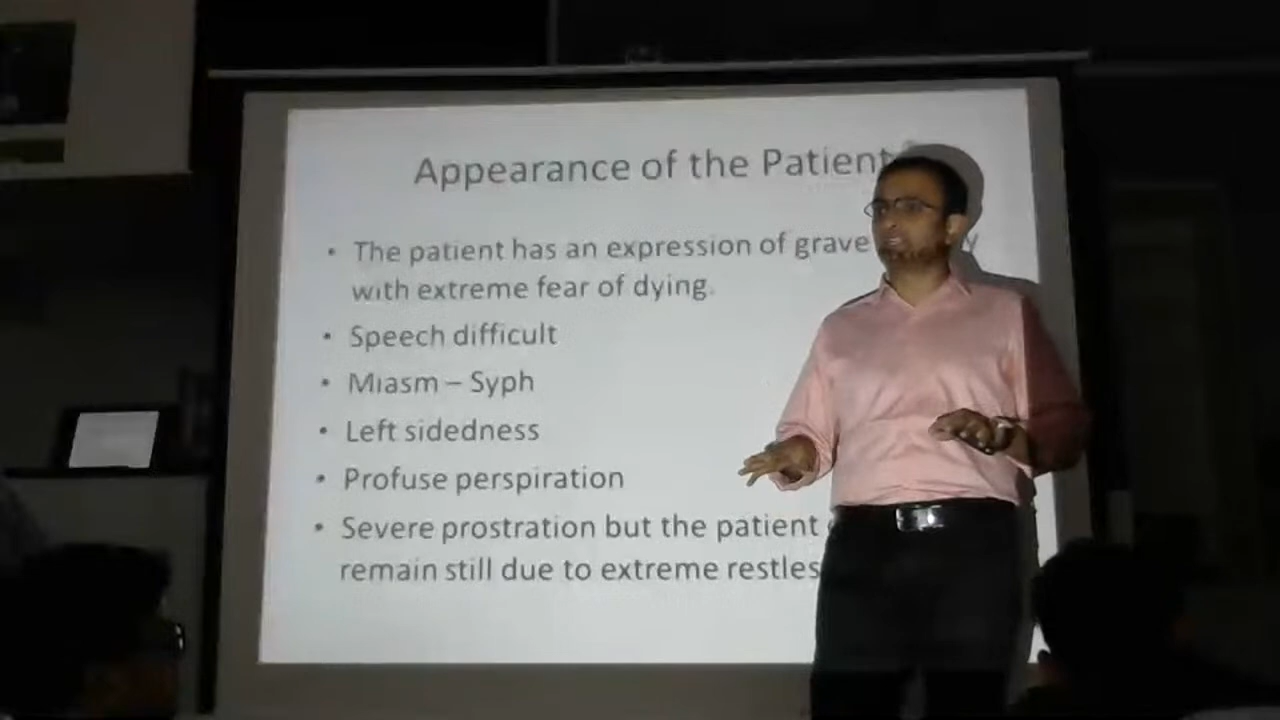 Appearance of the Patient
• The patient has an expression of grave
with extreme fear of dying.
• Speech difficult
• Miasm – Syph
• Left sidedness
• Profuse perspiration
• Severe prostration but the patient
remain still due to extreme restles